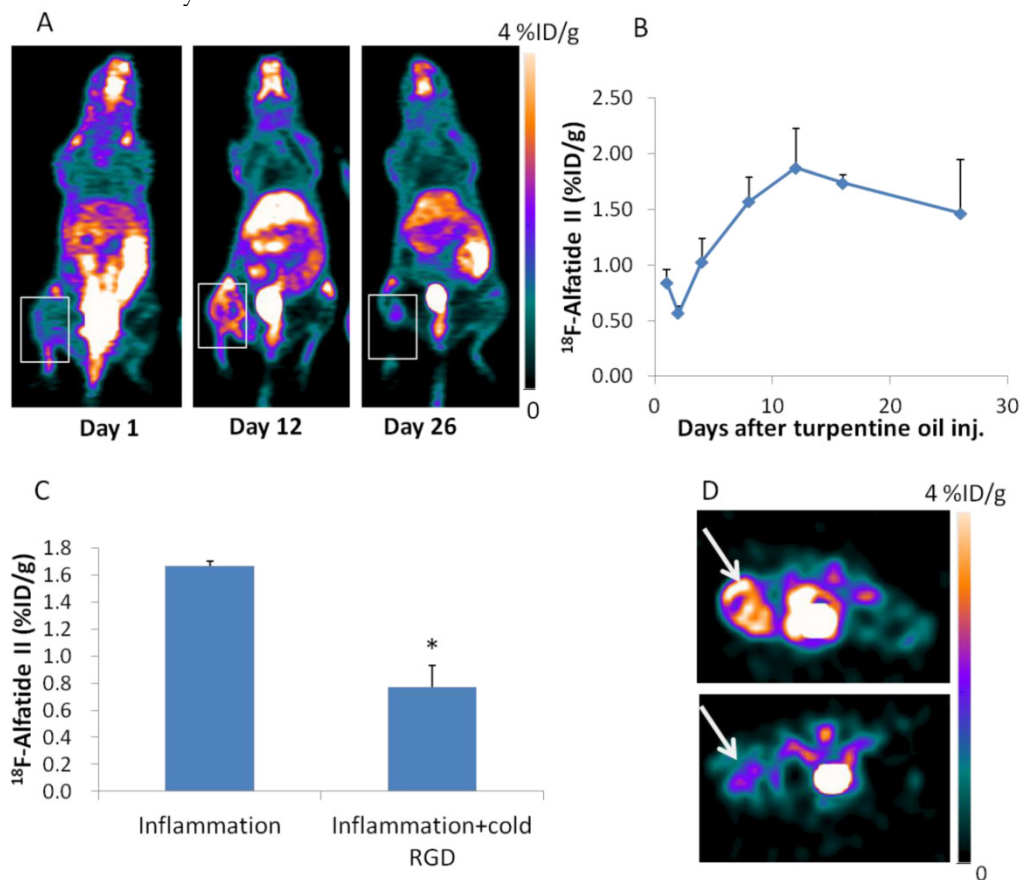 A
4 %ID/g
0
Day 1
Day 12
Day 26
B
18F-Alfatide II (%ID/g)
2.50
2.00
1.50
1.00
0.50
0.00
0
10
20
30
Days after turpentine oil inj.
C
18F-Alfatide II (%ID/g)
1.8
1.6
1.4
1.2
1.0
0.8
0.6
0.4
0.2
0.0
*
Inflammation
Inflammation+cold
RGD
D
4 %ID/g
0